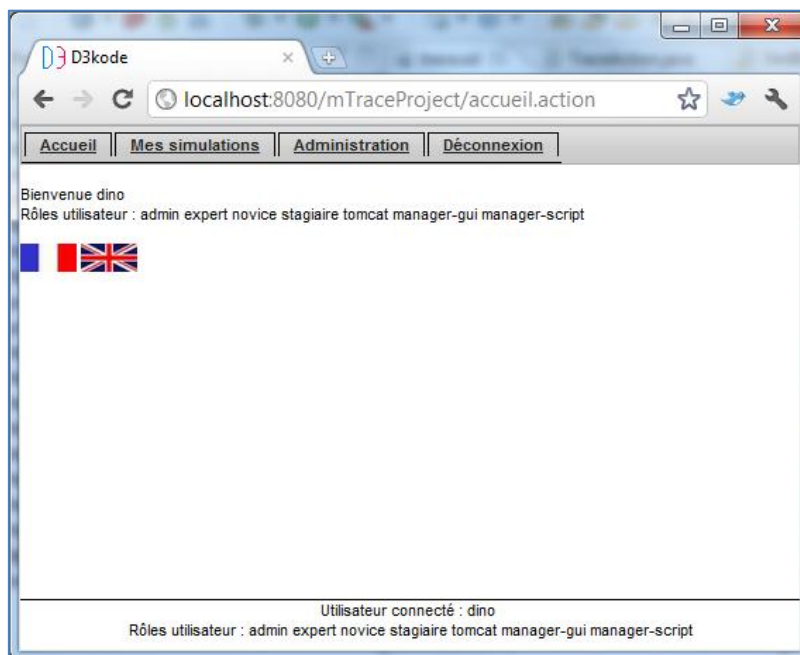 D3kode
localhost:8080/mTraceProject/accueil.action
Accueil Mes simulations Administration Déconnexion
Bienvenue dino
Rôles utilisateur : admin expert novice stagiaire tomcat manager-gui manager-script
Utilisateur connecté : dino
Rôles utilisateur : admin expert novice stagiaire tomcat manager-gui manager-script